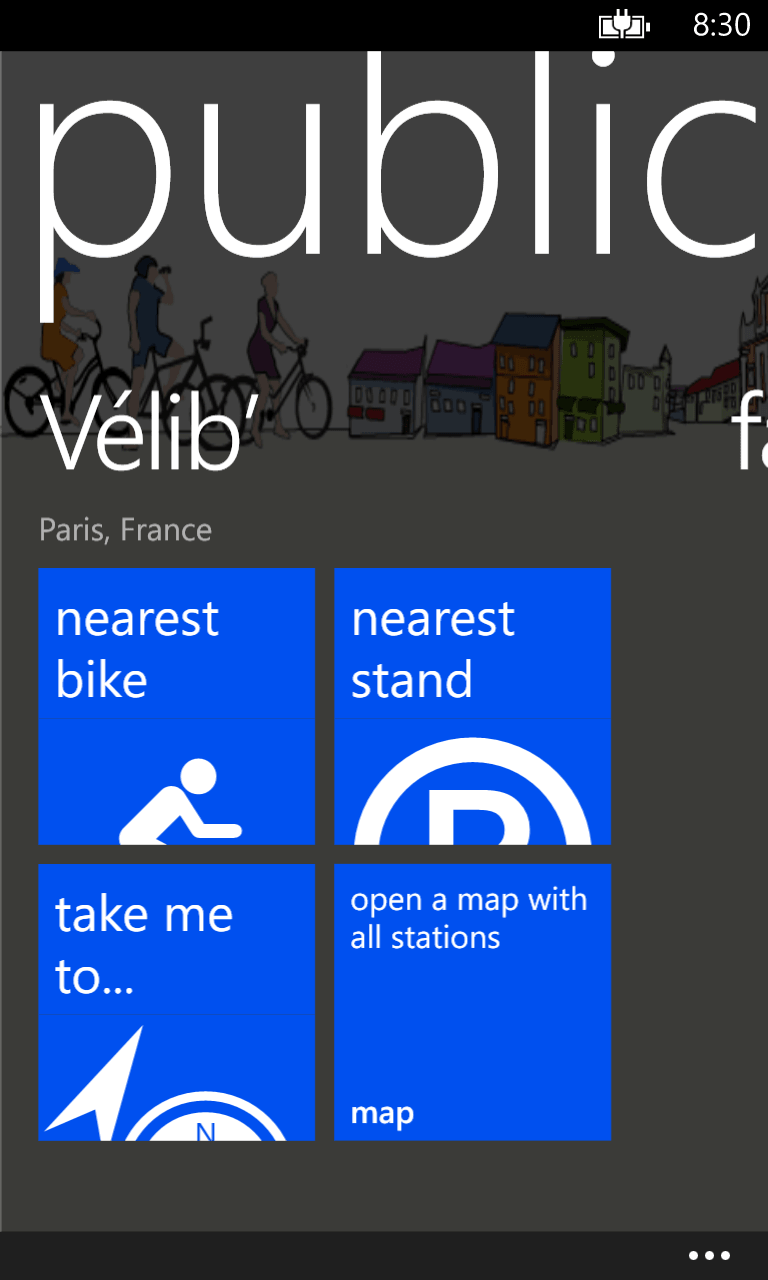 8:30
public
Vélib’
Paris, France
nearest
bike
nearest
stand
P
take me
to...
N
open a map with
all stations
map